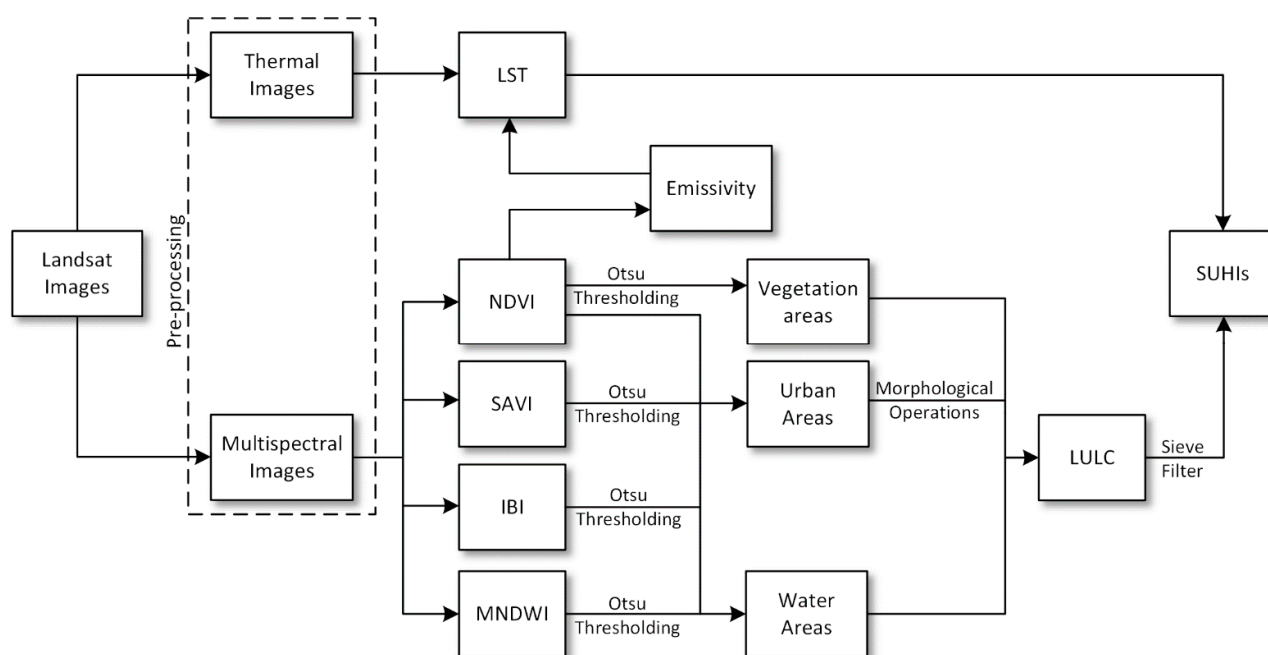 Thermal
Images
LST
Emissivity
Pre-processing
Landsat
Images
SUHIs
NDVI
Otsu
Thresholding
Vegetation
areas
SAVI
Otsu
Thresholding
Urban
Areas
Morphological
Operations
Multispectral
Images
LULC
Sieve
Filter
IBI
Otsu
Thresholding
MNDWI
Otsu
Thresholding
Water
Areas